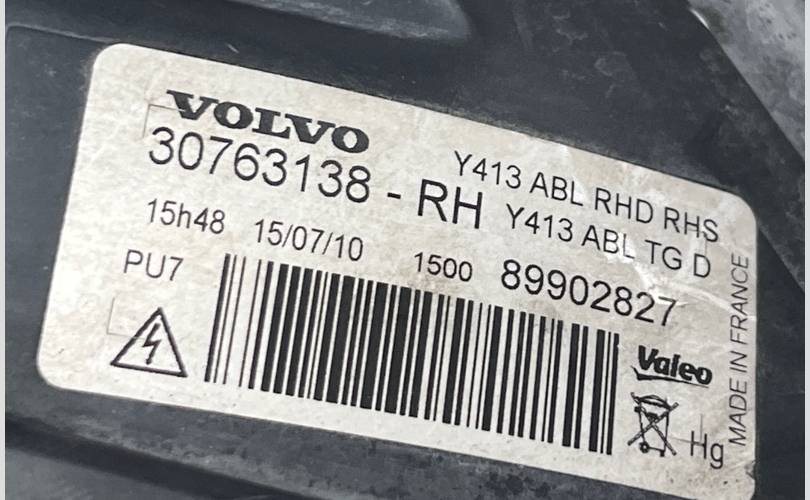 VOLVO
30763138 - RH
Y413 ABL RHD RHS
Y413 ABL TG D
15h48 15/07/10 1500 89902827
PU7
Valeo
Hg
MADE IN FRANCE